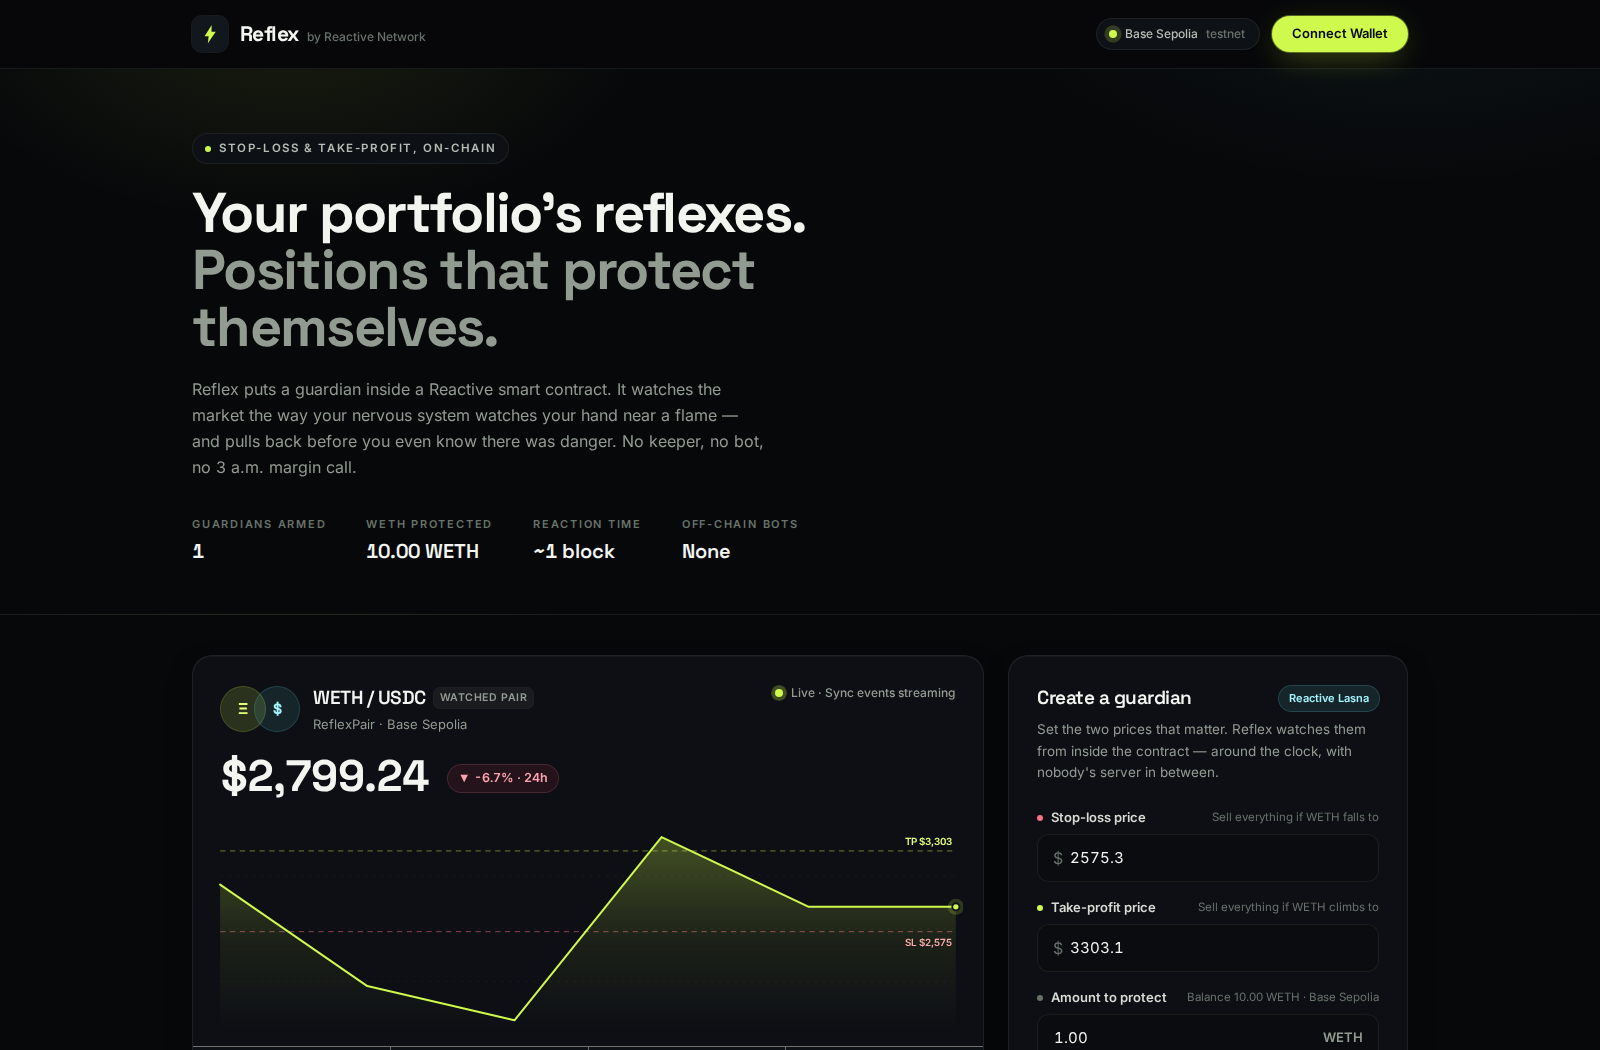 Reflex by Reactive Network
Base Sepolia testnet
Connect Wallet
STOP-LOSS & TAKE-PROFIT, ON-CHAIN
Your portfolio’s reflexes.
Positions that protect
themselves.
Reflex puts a guardian inside a Reactive smart contract. It watches the
market the way your nervous system watches your hand near a flame —
and pulls back before you even know there was danger. No keeper, no bot,
no 3 a.m. margin call.
GUARDIANS ARMED
1
WETH PROTECTED
10.00 WETH
REACTION TIME
~1 block
OFF-CHAIN BOTS
None
Ξ $
WETH / USDC WATCHED PAIR
ReflexPair · Base Sepolia
Live · Sync events streaming
$2,799.24 ▼ -6.7% · 24h
TP $3,303
SL $2,575
Create a guardian Reactive Lasna
Set the two prices that matter. Reflex watches them
from inside the contract — around the clock, with
nobody's server in between.
Stop-loss price Sell everything if WETH falls to
$ 2575.3
Take-profit price Sell everything if WETH climbs to
$ 3303.1
Amount to protect Balance 10.00 WETH · Base Sepolia
1.00 WETH